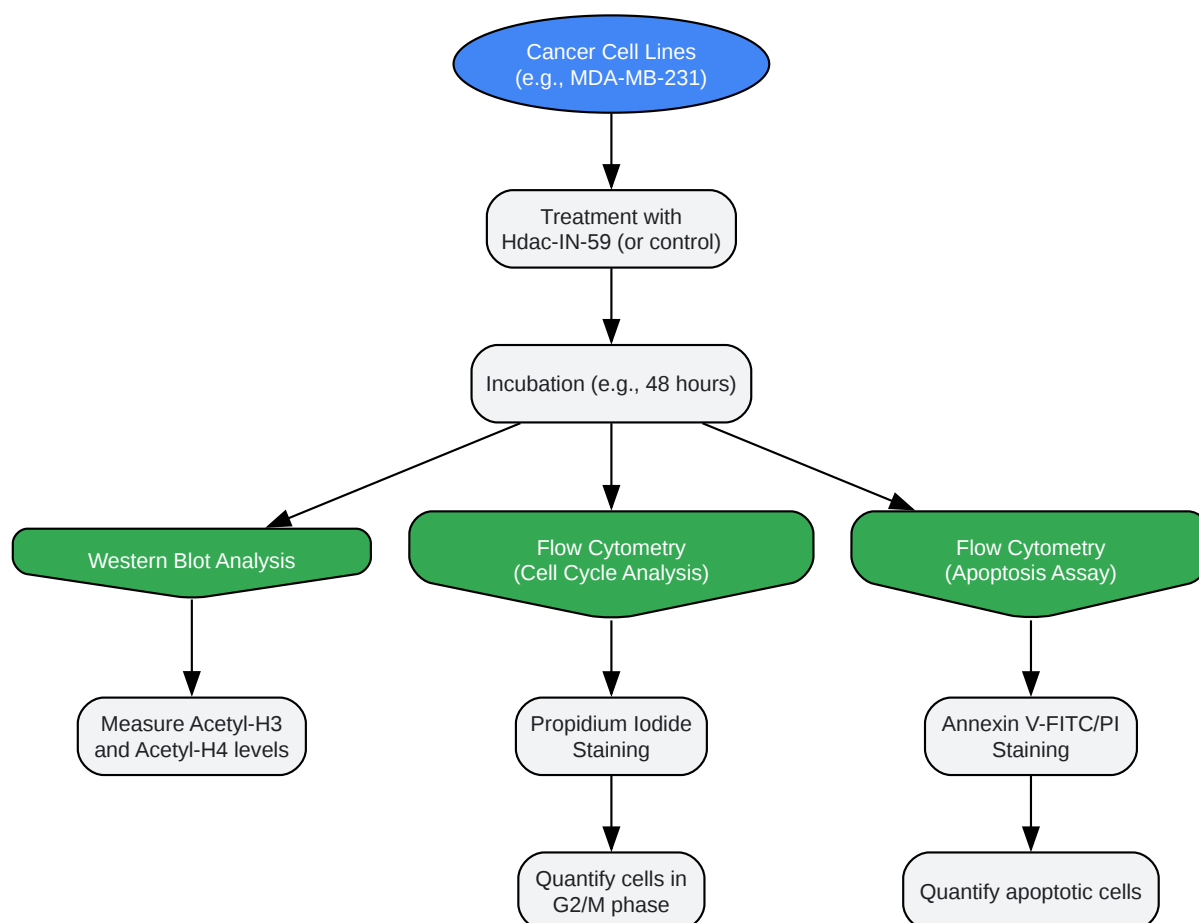 Cancer Cell Lines
(e.g., MDA-MB-231)
Treatment with
Hdac-IN-59 (or control)
Incubation (e.g., 48 hours)
Western Blot Analysis
Flow Cytometry
(Cell Cycle Analysis)
Flow Cytometry
(Apoptosis Assay)
Measure Acetyl-H3
and Acetyl-H4 levels
Propidium Iodide
Staining
Annexin V-FITC/PI
Staining
Quantify cells in
G2/M phase
Quantify apoptotic cells